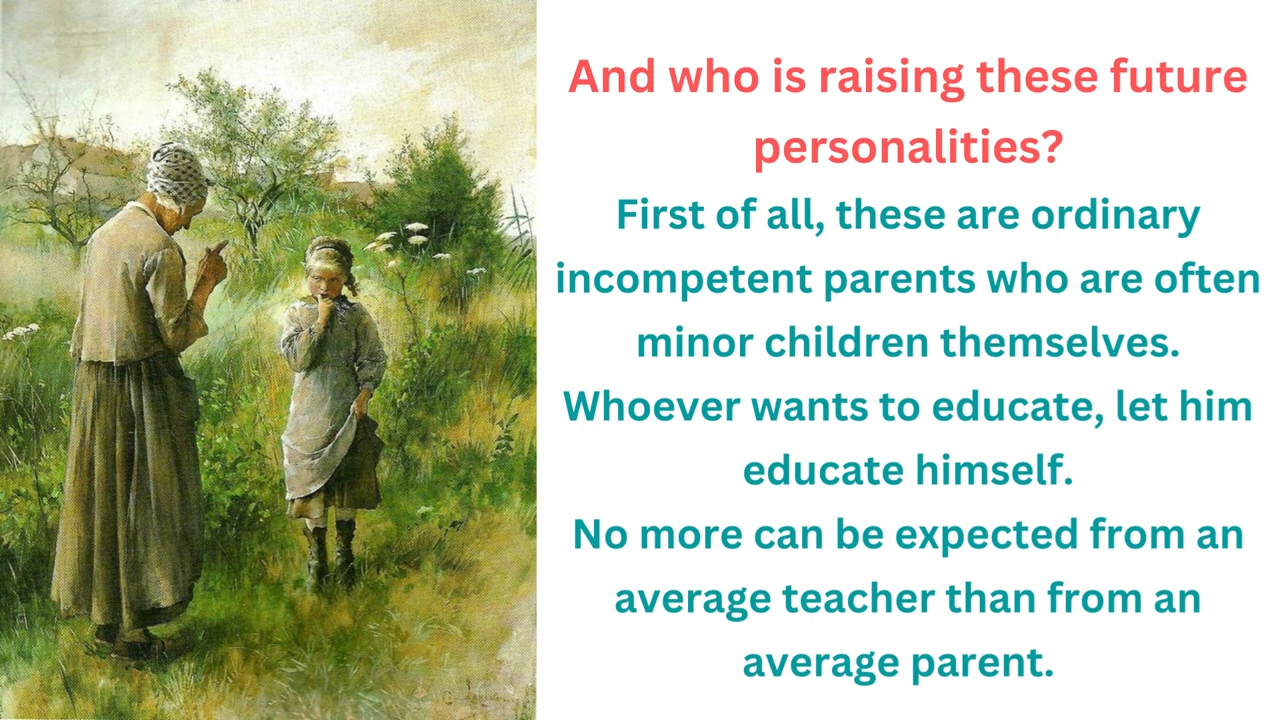 And who is raising these future
personalities?
First of all, these are ordinary
incompetent parents who are often
minor children themselves.
Whoever wants to educate, let him
educate himself.
No more can be expected from an
average teacher than from an
average parent.